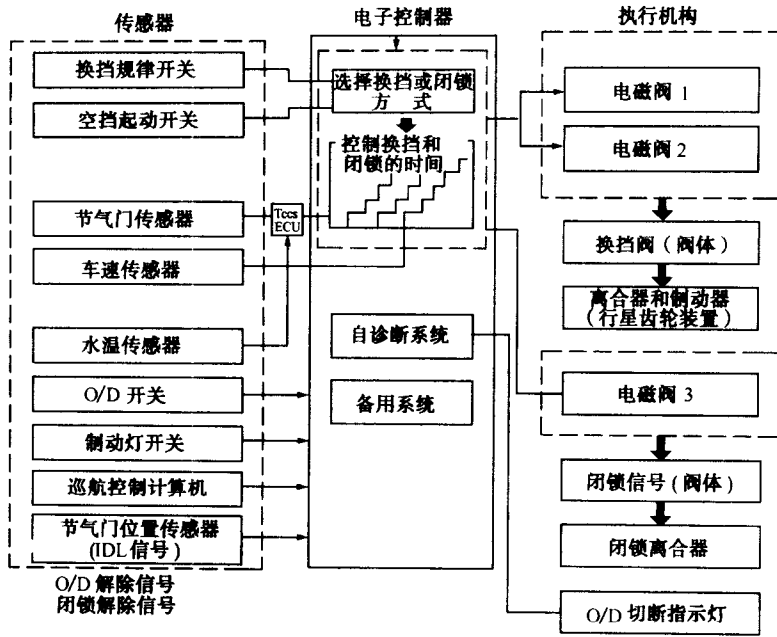 传感器
换挡规律开关
空挡起动开关
节气门传感器
车速传感器
水温传感器
O/D 开关
制动灯开关
巡航控制计算机
节气门位置传感器
(IDL 信号)
O/D 解除信号
闭锁解除信号
Tccs
ECU
电子控制器
选择换挡或闭锁
方 式
控制换挡和
闭锁的时间
自诊断系统
备用系统
执行机构
电磁阀 1
电磁阀 2
换挡阀 (阀体)
离合器和制动器
(行星齿轮装置)
电磁阀 3
闭锁信号 (阀体)
闭锁离合器
O/D 切断指示灯